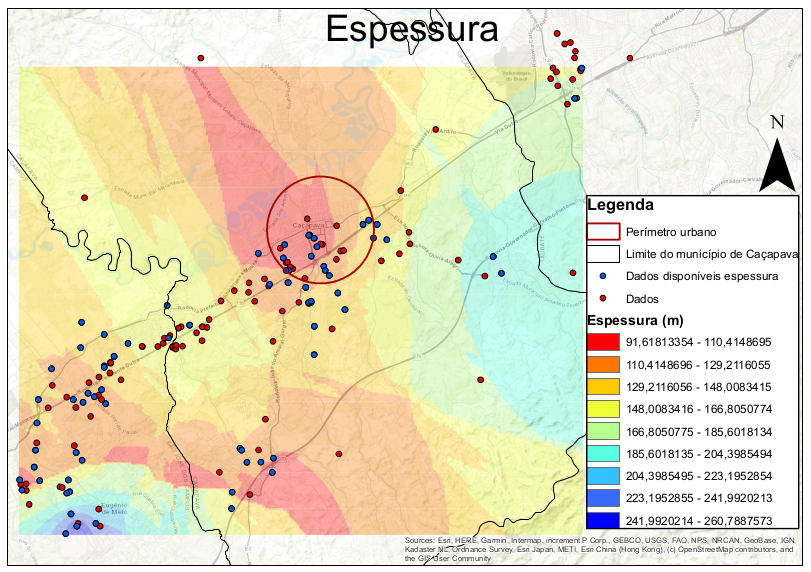 Espessura
Volkswagen
do Brasil
N
Caçapava
Eugênio
de Melo
Legenda
Perímetro urbano
Limite do município de Caçapava
Dados disponíveis espessura
Dados
Espessura (m)
91,61813354 - 110,4148695
110,4148696 - 129,2116055
129,2116056 - 148,0083415
148,0083416 - 166,8050774
166,8050775 - 185,6018134
185,6018135 - 204,3985494
204,3985495 - 223,1952854
223,1952855 - 241,9920213
241,9920214 - 260,7887573
Sources: Esri, HERE, Garmin, Intermap, increment P Corp., GEBCO, USGS, FAO, NPS, NRCAN, GeoBase, IGN,
Kadaster NL, Ordnance Survey, Esri Japan, METI, Esri China (Hong Kong), (c) OpenStreetMap contributors, and
the GIS User Community